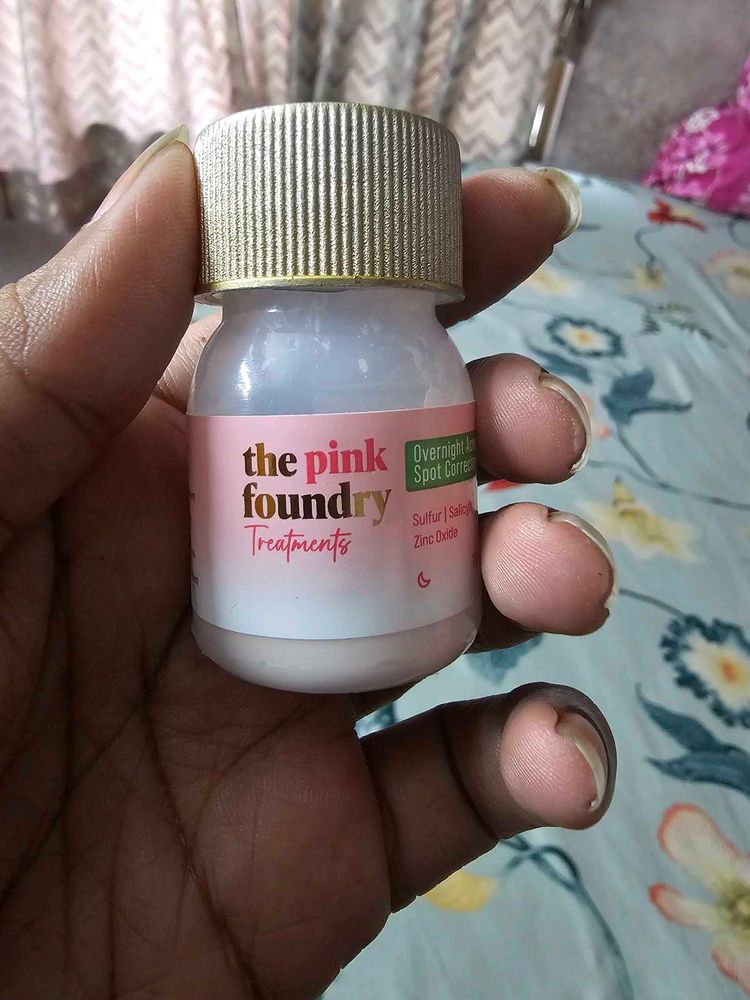 the pink
foundry
Treatments
Overnight
Spot
Sulfur |
Zinc Oxide